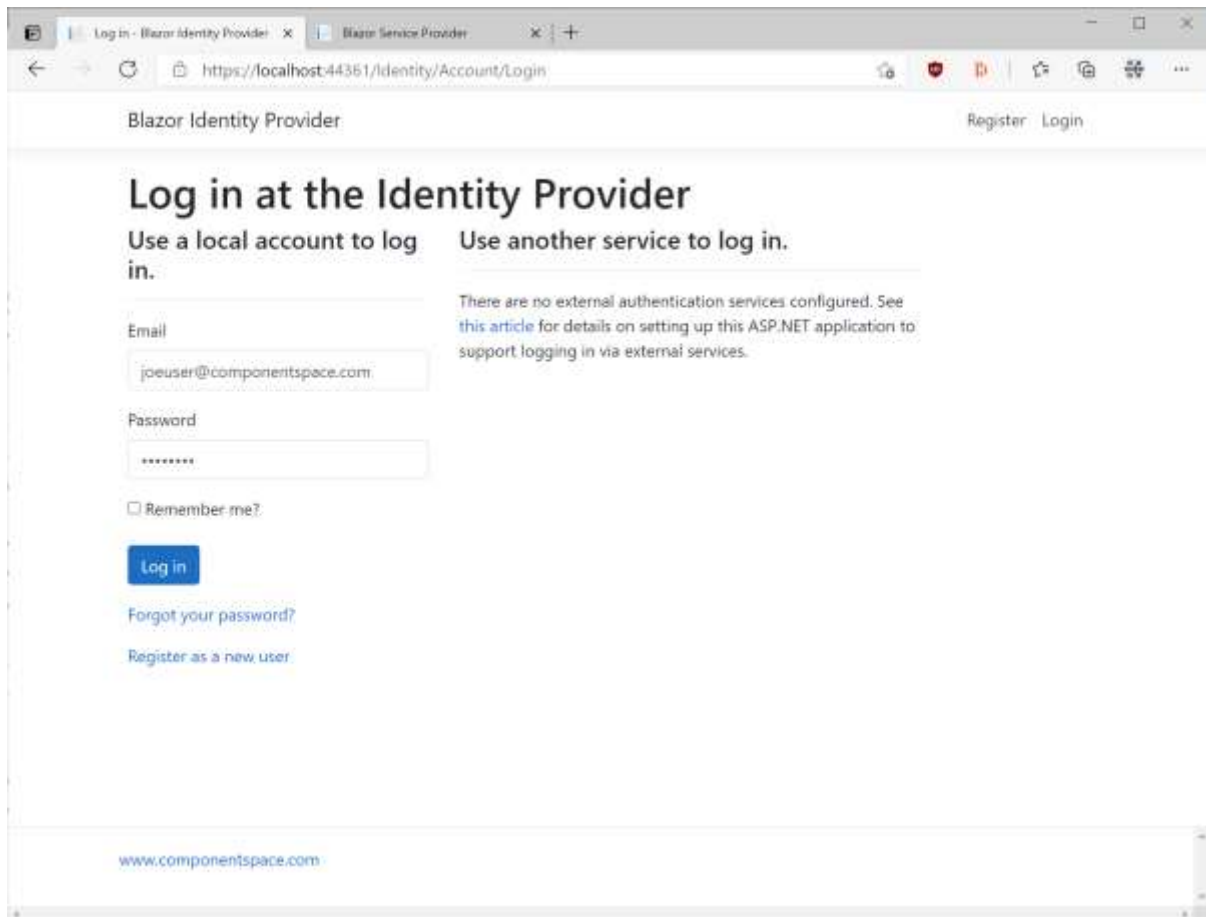 Log in - Blazor Identity Provider
Blazor Service Provider
https://localhost:44361/Identity/Account/Login
Blazor Identity Provider
Register Login
Log in at the Identity Provider
Use a local account to log
in.
Email
joeuser@componentspace.com
Password
••••••••
Remember me?
Log in
Forgot your password?
Register as a new user
Use another service to log in.
There are no external authentication services configured. See
this article for details on setting up this ASP.NET application to
support logging in via external services.
www.componentspace.com